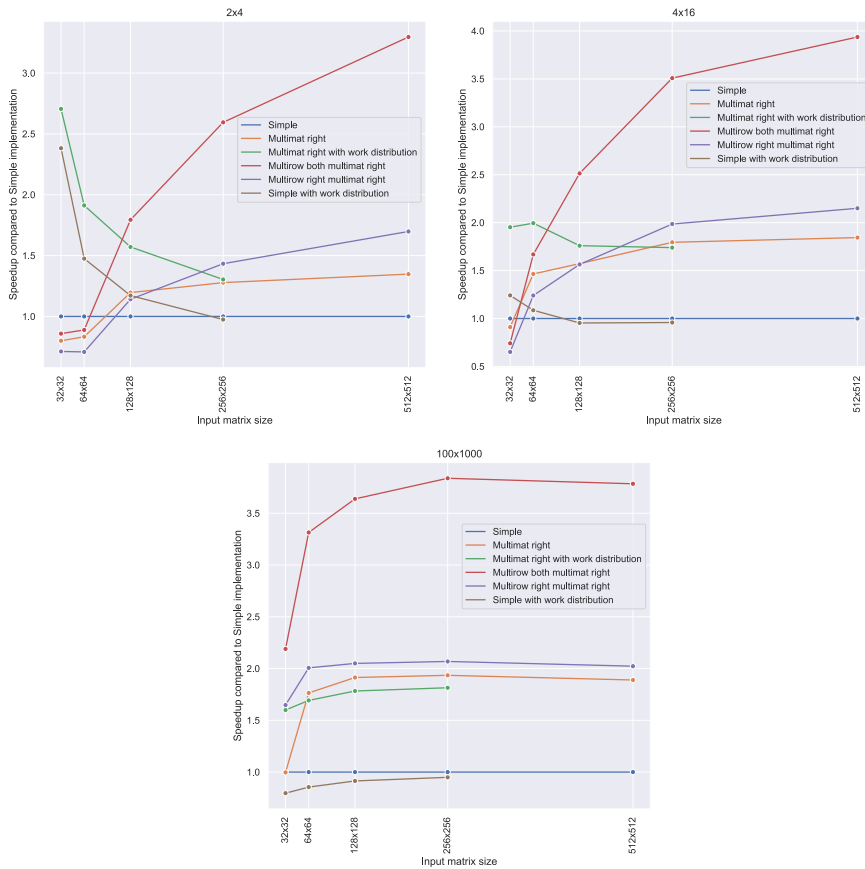 2x4
Speedup compared to Simple implementation
3.0
2.5
2.0
1.5
1.0
Simple
Multimat right
Multimat right with work distribution
Multirow both multimat right
Multirow right multimat right
Simple with work distribution
32x32
64x64
128x128
256x256
512x512
Input matrix size
4x16
Speedup compared to Simple implementation
4.0
3.5
3.0
2.5
2.0
1.5
1.0
0.5
Simple
Multimat right
Multimat right with work distribution
Multirow both multimat right
Multirow right multimat right
Simple with work distribution
32x32
64x64
128x128
256x256
512x512
Input matrix size
100x1000
Speedup compared to Simple implementation
3.5
3.0
2.5
2.0
1.5
1.0
Simple
Multimat right
Multimat right with work distribution
Multirow both multimat right
Multirow right multimat right
Simple with work distribution
32x32
64x64
128x128
256x256
512x512
Input matrix size